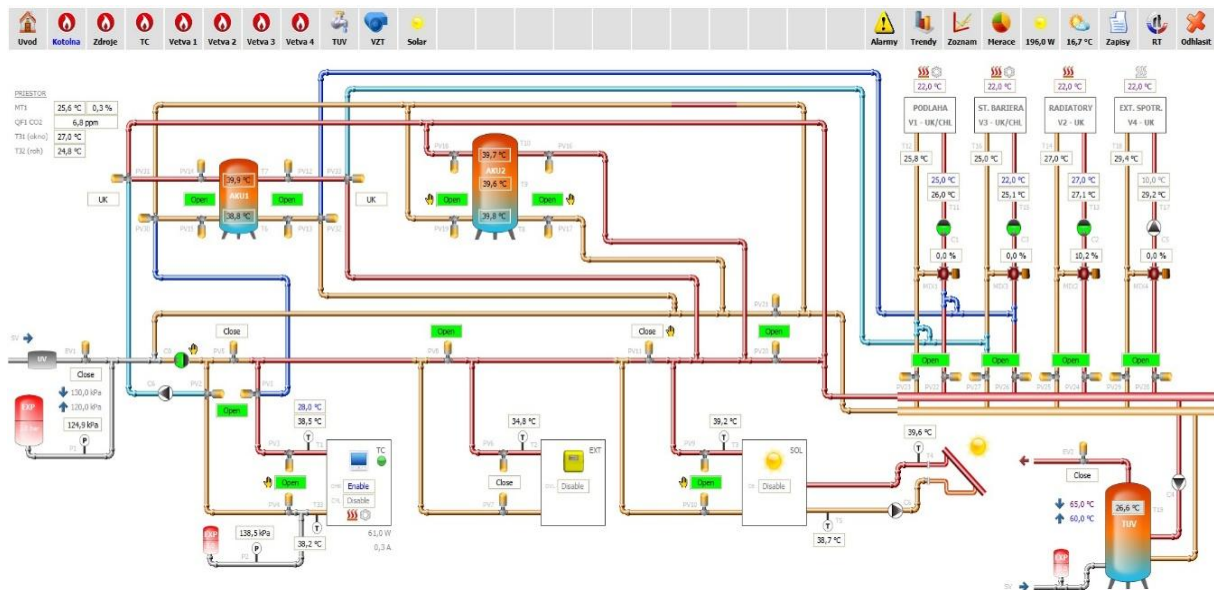 Uvod Kotolna Zdroje TC Vetva 1 Vetva 2 Vetva 3 Vetva 4 TUV VZT Solar Alarmy Trendy Zoznam Merace 196,0 W 16,7 °C Zapisy RT Odhlasit
22,0 °C 22,0 °C 22,0 °C 22,0 °C
PRIESTOR
MT1 25,6 °C 0,3 %
QF1 CO2 6,8 ppm
T31 (okno) 27,0 °C
T32 (roh) 24,8 °C
PODLAHA ST. BARIERA RADIATORY EXT. SPOTR.
V1 - UK/CHL V3 - UK/CHL V2 - UK V4 - UK
25,8 °C 25,0 °C 27,0 °C 29,4 °C
39,7 °C
AKU2
39,6 °C
39,8 °C
39,9 °C
AKU1
38,8 °C
UK Open Open UK Open Open
25,0 °C 22,0 °C 27,0 °C 10,0 °C
26,0 °C 25,1 °C 27,1 °C 29,2 °C
0,0 % 0,0 % 10,2 % 0,0 %
Close Open Close Open
SV UV
Close
130,0 kPa
120,0 kPa
124,9 kPa
EXP
P
P1
Open
Open Open Open Open
28,0 °C
38,5 °C 34,8 °C 39,2 °C 39,6 °C
TC EXT SOL
Open Close Open
Enable
Disable Disable Disable
61,0 W
0,3 A
EXP
138,5 kPa
P
P2
38,2 °C 38,7 °C
Close
65,0 °C
60,0 °C
26,6 °C
TUV
EXP
SV